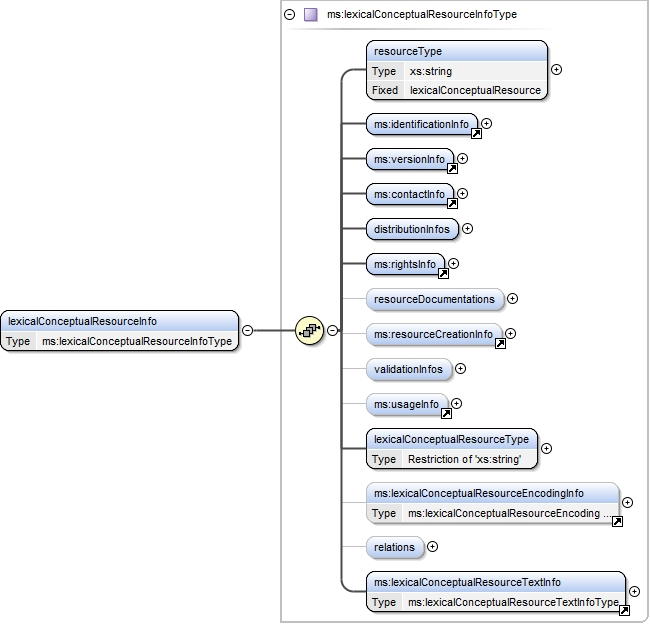 ms:lexicalConceptualResourceInfoType
resourceType
Type xs:string
Fixed lexicalConceptualResource
ms:identificationInfo
ms:versionInfo
ms:contactInfo
distributionInfos
ms:rightsInfo
resourceDocumentations
lexicalConceptualResourceInfo
Type ms:lexicalConceptualResourceInfoType
ms:resourceCreationInfo
validationInfos
ms:usageInfo
lexicalConceptualResourceType
Type Restriction of 'xs:string'
ms:lexicalConceptualResourceEncodingInfo
Type ms:lexicalConceptualResourceEncoding ...
relations
ms:lexicalConceptualResourceTextInfo
Type ms:lexicalConceptualResourceTextInfoType